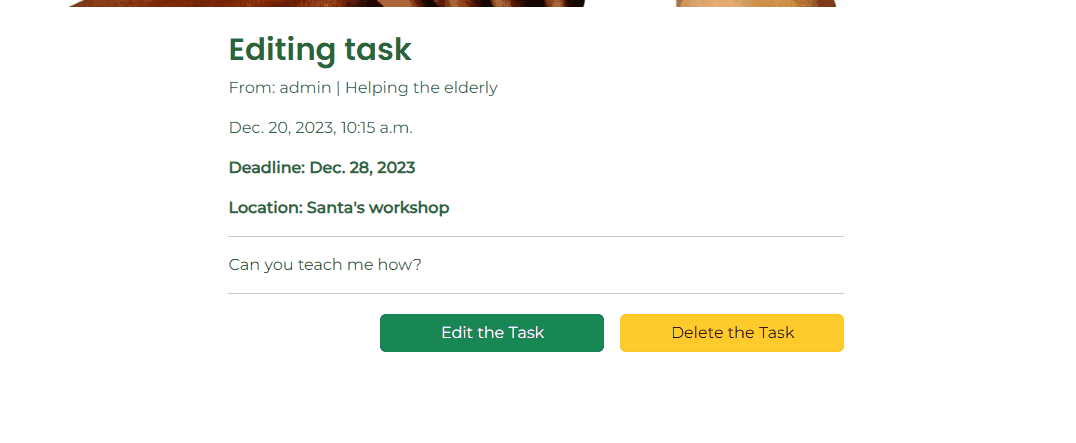 Editing task
From: admin | Helping the elderly
Dec. 20, 2023, 10:15 a.m.
Deadline: Dec. 28, 2023
Location: Santa's workshop
Can you teach me how?
Edit the Task
Delete the Task